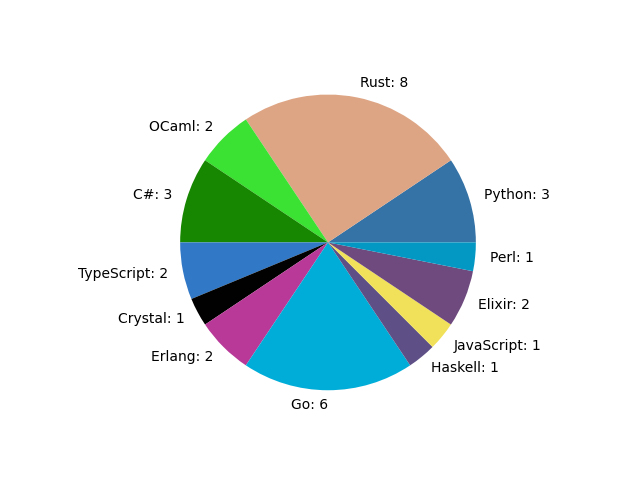 Rust: 8
OCaml: 2
C#: 3
Python: 3
Perl: 1
TypeScript: 2
Elixir: 2
Crystal: 1
JavaScript: 1
Erlang: 2
Haskell: 1
Go: 6